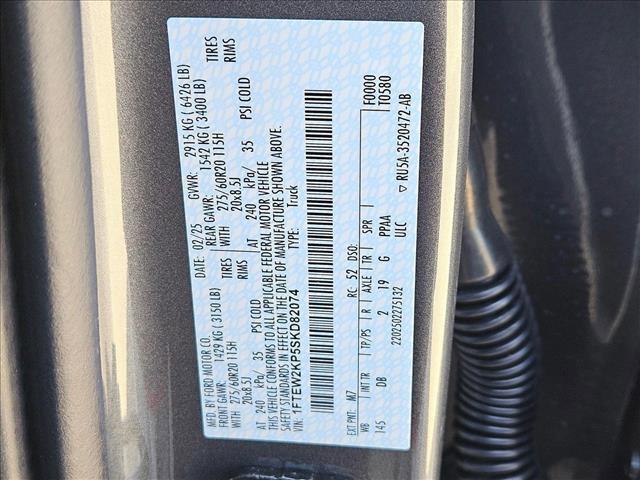 MFD. BY FORD MOTOR CO.
DATE: 02/25 GVWR: 2915 KG ( 6426 LB)
FRONT GAWR: 1429 KG ( 3150 LB) REAR GAWR: 1542 KG ( 3400 LB)
WITH 275/60R20 115H TIRES WITH 275/60R20 115H TIRES
20x8.5J RIMS 20x8.5J RIMS
AT 240 kPa/ 35 PSI COLD AT 240 kPa/ 35 PSI COLD
THIS VEHICLE CONFORMS TO ALL APPLICABLE FEDERAL MOTOR VEHICLE
SAFETY STANDARDS IN EFFECT ON THE DATE OF MANUFACTURE SHOWN ABOVE.
VIN: 1FTEW2KP5SKD82074
TYPE: Truck
F0000
T0580
EXT PNT: M7 RC: 52 DSO:
WB INT TR TP/PS R AXLE TR SPR
145 DB 2 19 G PPAA
ULC
2202502275132
▽ RU5A-3520472-AB